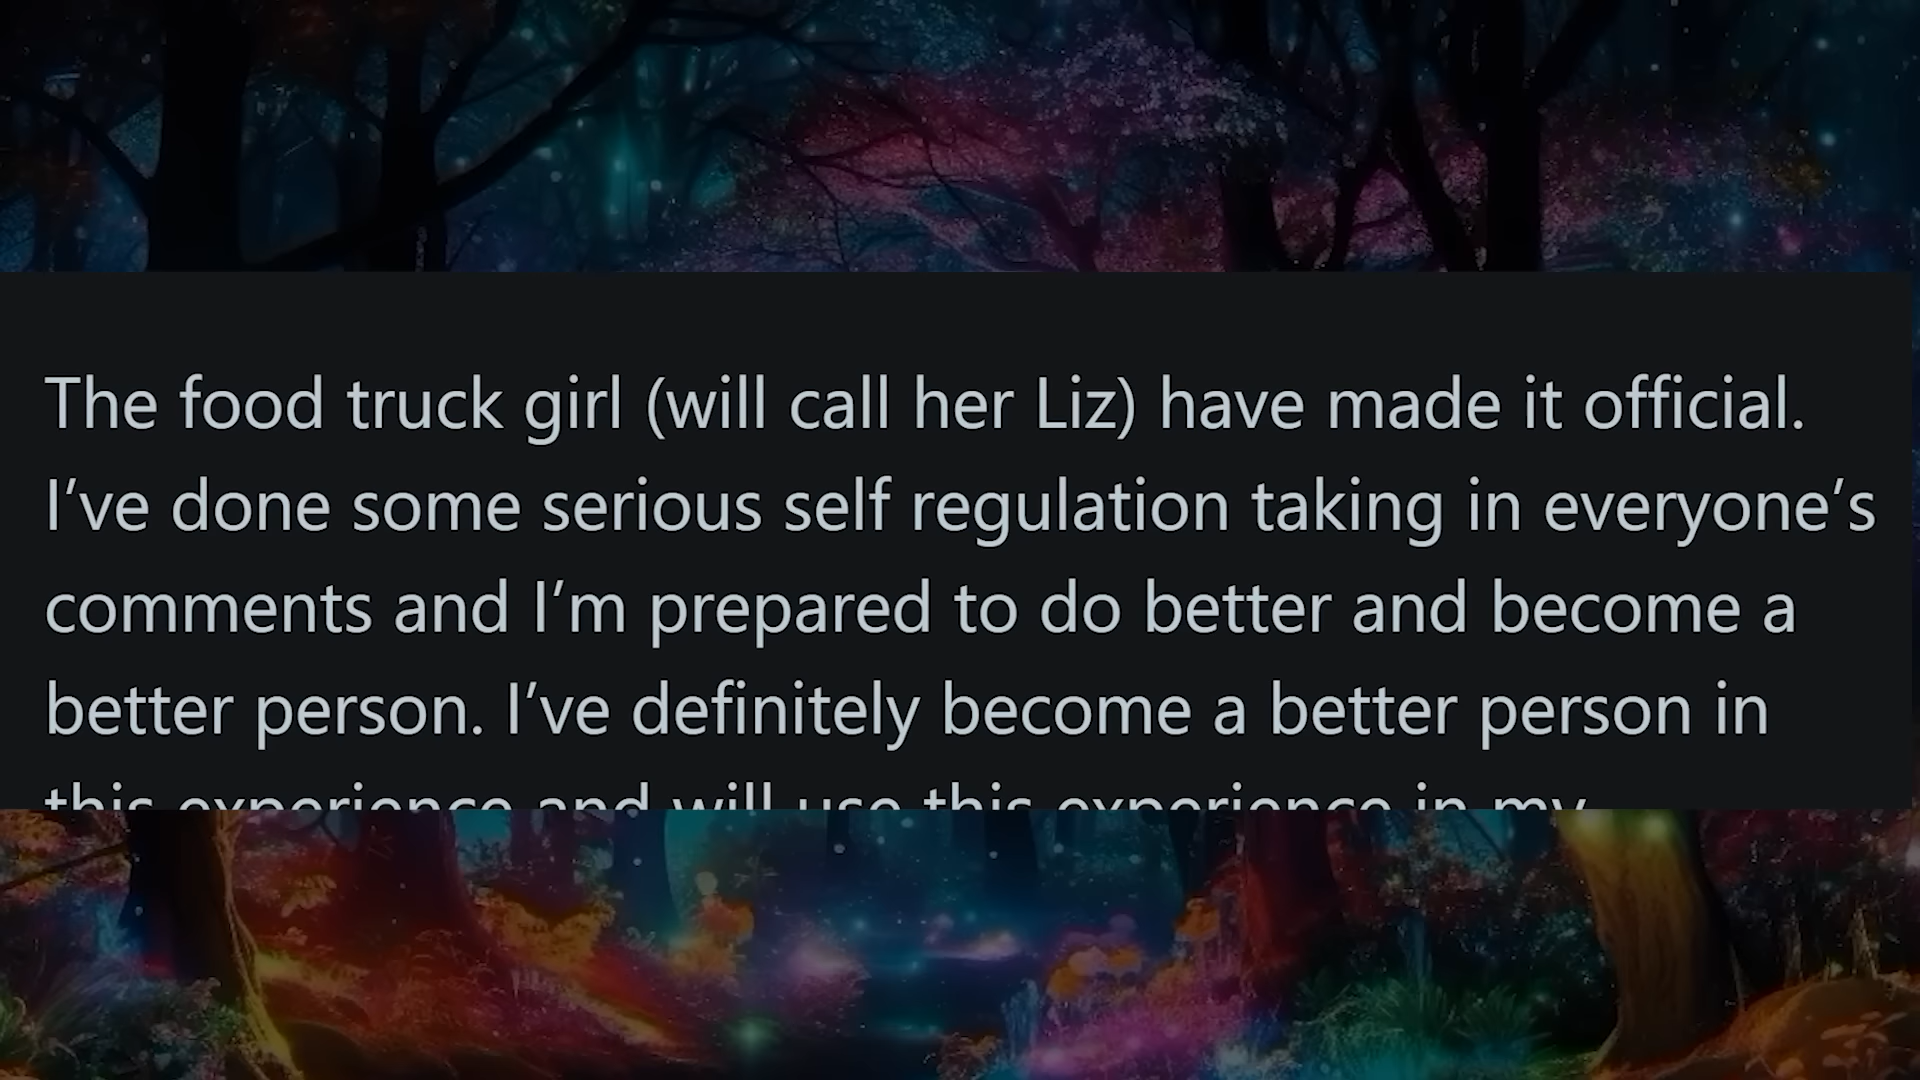 The food truck girl (will call her Liz) have made it official.
I’ve done some serious self regulation taking in everyone’s
comments and I’m prepared to do better and become a
better person. I’ve definitely become a better person in
this experience and will use this experience in my